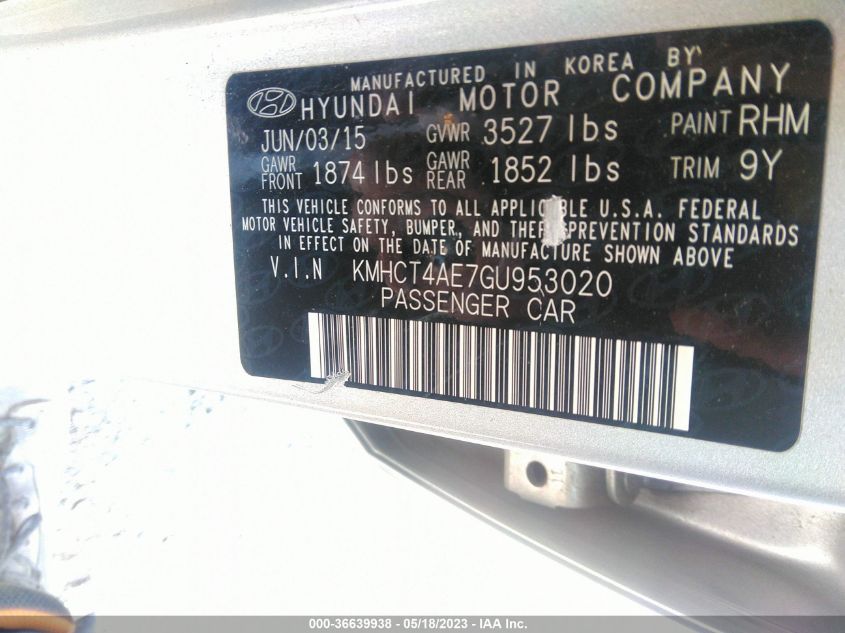 MANUFACTURED IN KOREA BY
HYUNDAI MOTOR COMPANY
JUN/03/15 GVWR 3527 lbs PAINT RHM
GAWR FRONT 1874 lbs GAWR REAR 1852 lbs TRIM 9Y
THIS VEHICLE CONFORMS TO ALL U.S.A. FEDERAL
MOTOR VEHICLE SAFETY, BUMPER, AND PREVENTION STANDARDS
IN EFFECT ON THE DATE OF MANUFACTURE SHOWN ABOVE
V.I.N KMHCT4AE7GU953020
PASSENGER CAR
000-36639938 - 05/18/2023 - IAA Inc.